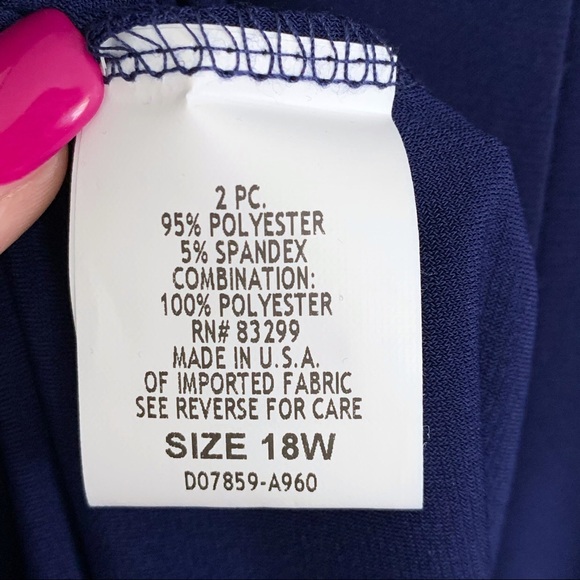 2 PC.
95% POLYESTER
5% SPANDEX
COMBINATION:
100% POLYESTER
RN# 83299
MADE IN U.S.A.
OF IMPORTED FABRIC
SEE REVERSE FOR CARE
SIZE 18W
D07859-A960